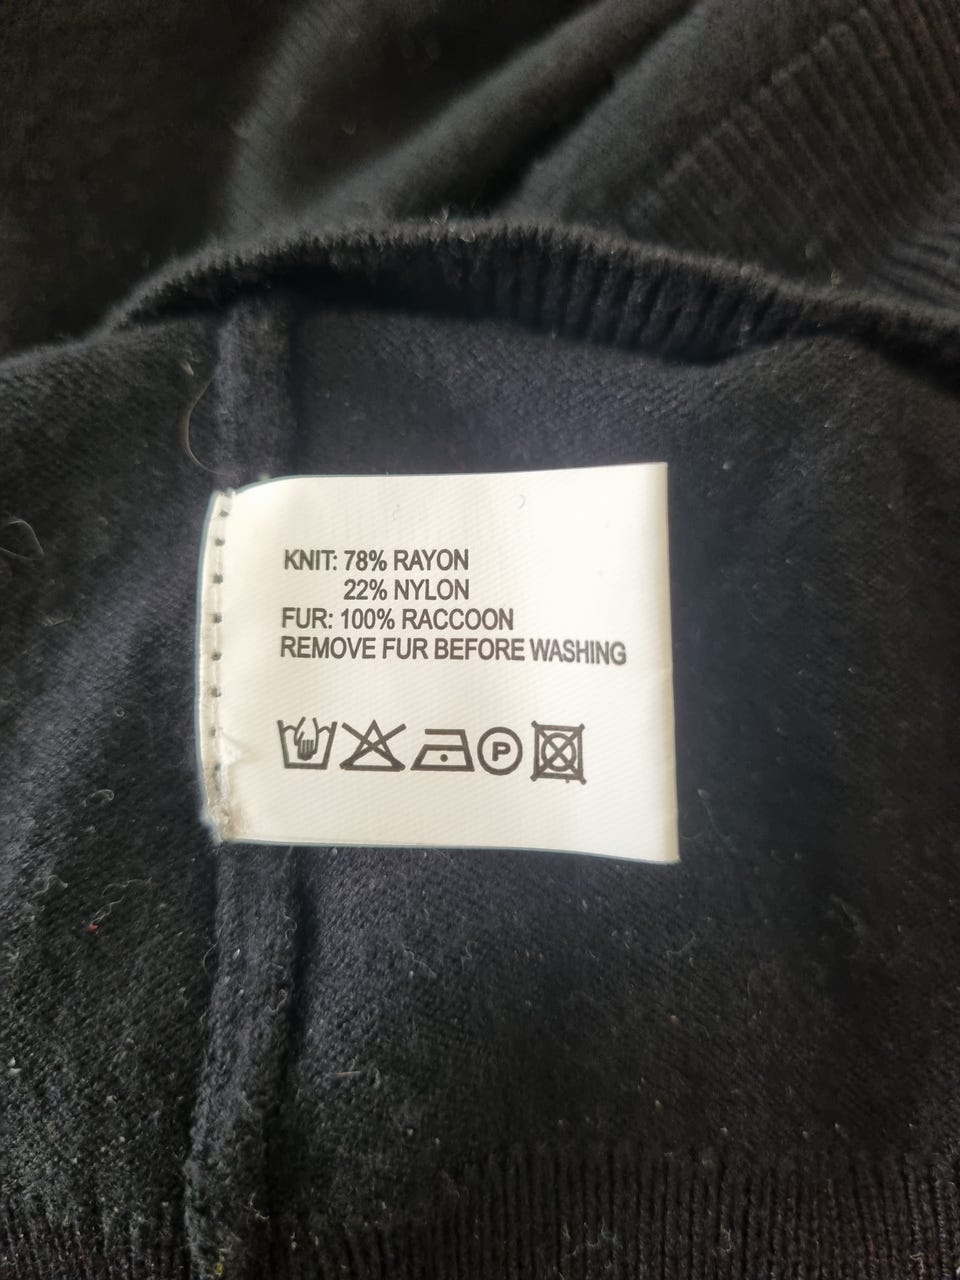 KNIT: 78% RAYON
22% NYLON
FUR: 100% RACCOON
REMOVE FUR BEFORE WASHING
P